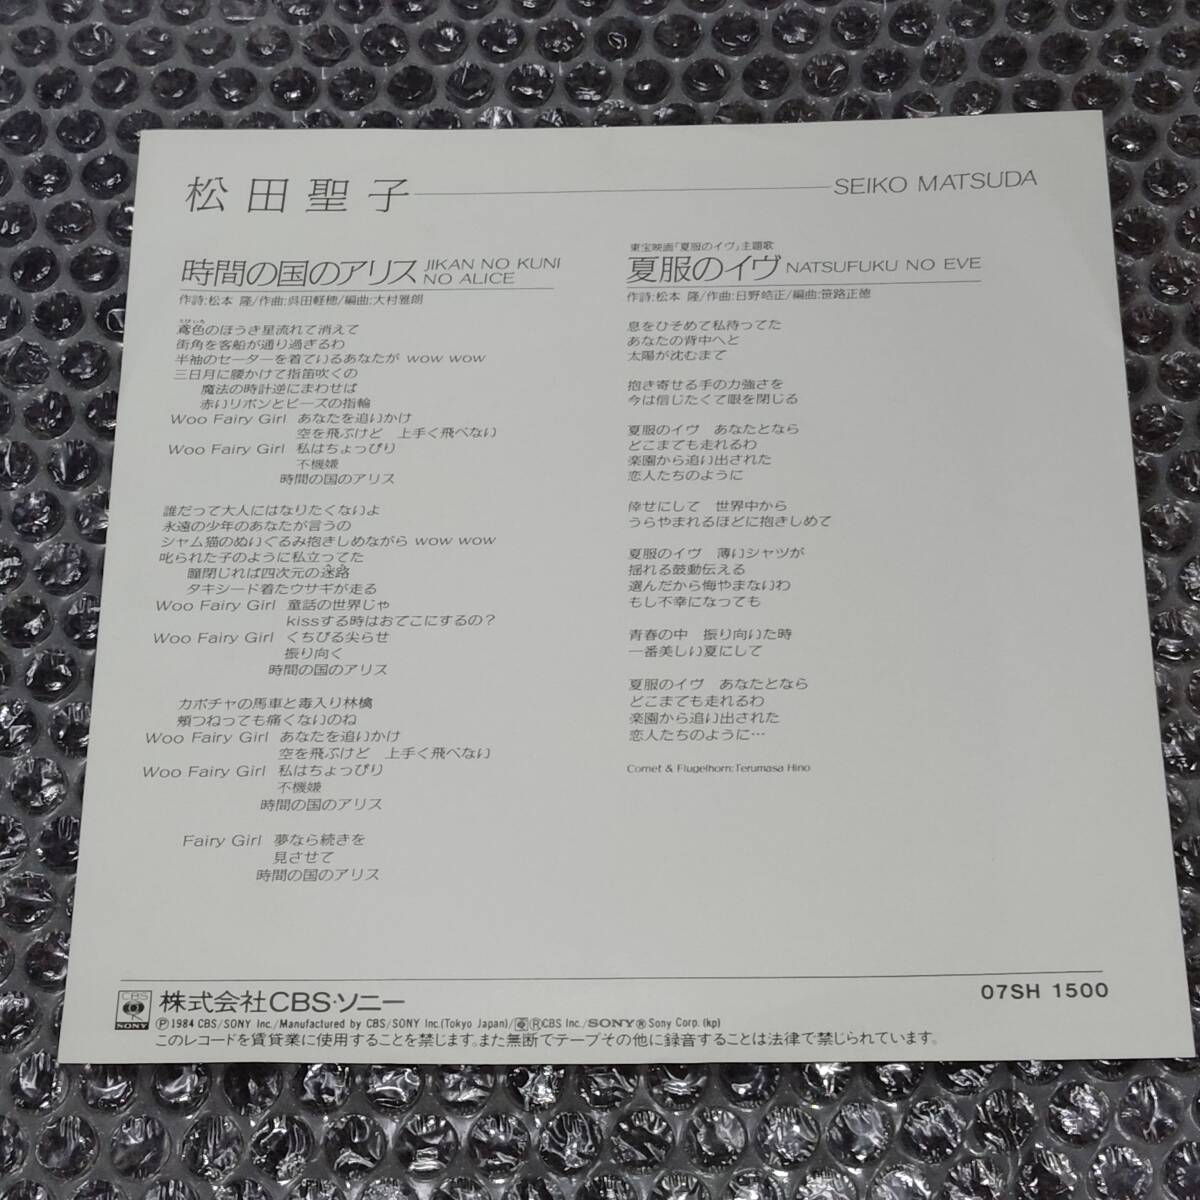 松田聖子 SEIKO MATSUDA
時間の国のアリス JIKAN NO KUNI NO ALICE
作詩:松本 隆/作曲:呉田軽穂/編曲:大村雅朗
鳶色のほうき星流れて消えて
街角を客船が通り過ぎるわ
半袖のセーターを着ているあなたが wow wow
三日月に腰かけて指笛吹くの
魔法の時計逆にまわせば
赤いリボンとビーズの指輪
Woo Fairy Girl あなたを追いかけ
空を飛ぶけど 上手く飛べない
Woo Fairy Girl 私はちょっぴり
不機嫌
時間の国のアリス
誰だって大人にはなりたくないよ
永遠の少年のあなたが言うの
シャム猫のぬいぐるみ抱きしめながら wow wow
叱られた子のように私立ってた
瞳閉じれば四次元の迷路
タキシード着たウサギが走る
Woo Fairy Girl 童話の世界じゃ
kissする時はおでこにするの?
Woo Fairy Girl くちびる尖らせ
振り向く
時間の国のアリス
カボチャの馬車と毒入り林檎
頬つねっても痛くないのね
Woo Fairy Girl あなたを追いかけ
空を飛ぶけど 上手く飛べない
Woo Fairy Girl 私はちょっぴり
不機嫌
時間の国のアリス
Fairy Girl 夢なら続きを
見させて
時間の国のアリス
東宝映画「夏服のイヴ」主題歌
夏服のイヴ NATSUFUKU NO EVE
作詩:松本 隆/作曲:日野皓正/編曲:笹路正徳
息をひそめて私待ってた
あなたの背中へと
太陽が沈むまで
抱き寄せる手の力強さを
今は信じたくて眼を閉じる
夏服のイヴ あなたとなら
どこまでも走れるわ
楽園から追い出された
恋人たちのように
倖せにして 世界中から
うらやまれるほどに抱きしめて
夏服のイヴ 薄いシャツが
揺れる鼓動伝える
選んだから悔やまないわ
もし不幸になっても
青春の中 振り向いた時
一番美しい夏にして
夏服のイヴ あなたとなら
どこまでも走れるわ
楽園から追い出された
恋人たちのように…
Cornet & Flugelhorn:Terumasa Hino
CBS SONY 株式会社CBS・ソニー
07SH 1500
Ⓟ1984 CBS/SONY Inc./Manufactured by CBS/SONY Inc.(Tokyo Japan)/®CBS Inc./SONY® Sony Corp. (kp)
このレコードを賃貸業に使用することを禁じます。また無断でテープその他に録音することは法律で禁じられています。